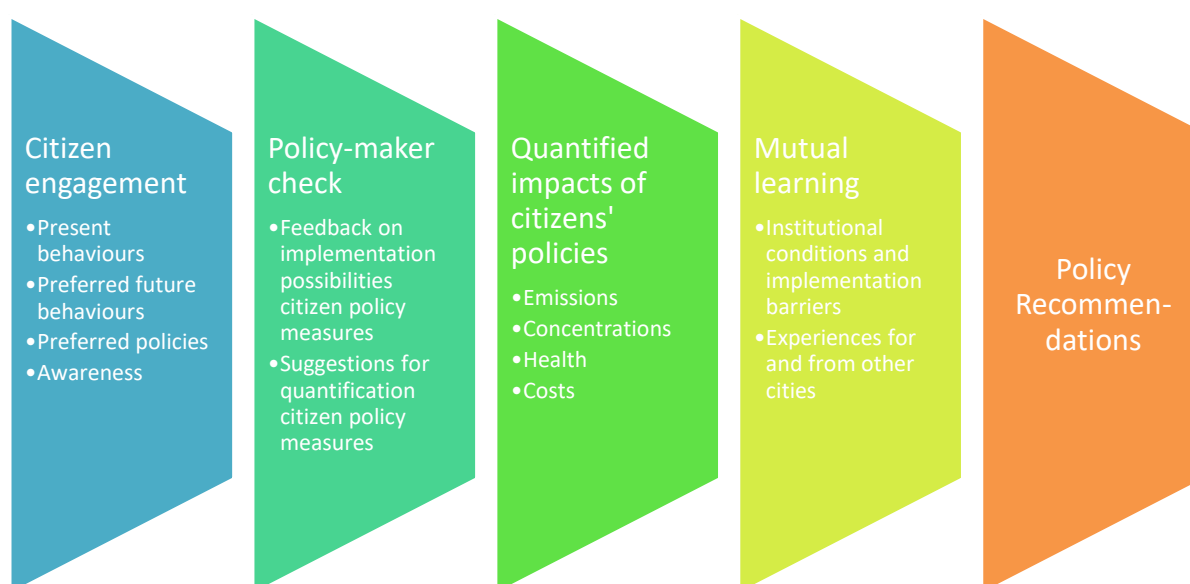 Citizen
engagement
•Present
behaviours
•Preferred future
behaviours
•Preferred policies
•Awareness
Policy-maker
check
•Feedback on
implementation
possibilities
citizen policy
measures
•Suggestions for
quantification
citizen policy
measures
Quantified
impacts of
citizens'
policies
•Emissions
•Concentrations
•Health
•Costs
Mutual
learning
•Institutional
conditions and
implementation
barriers
•Experiences for
and from other
cities
Policy
Recommen-
dations